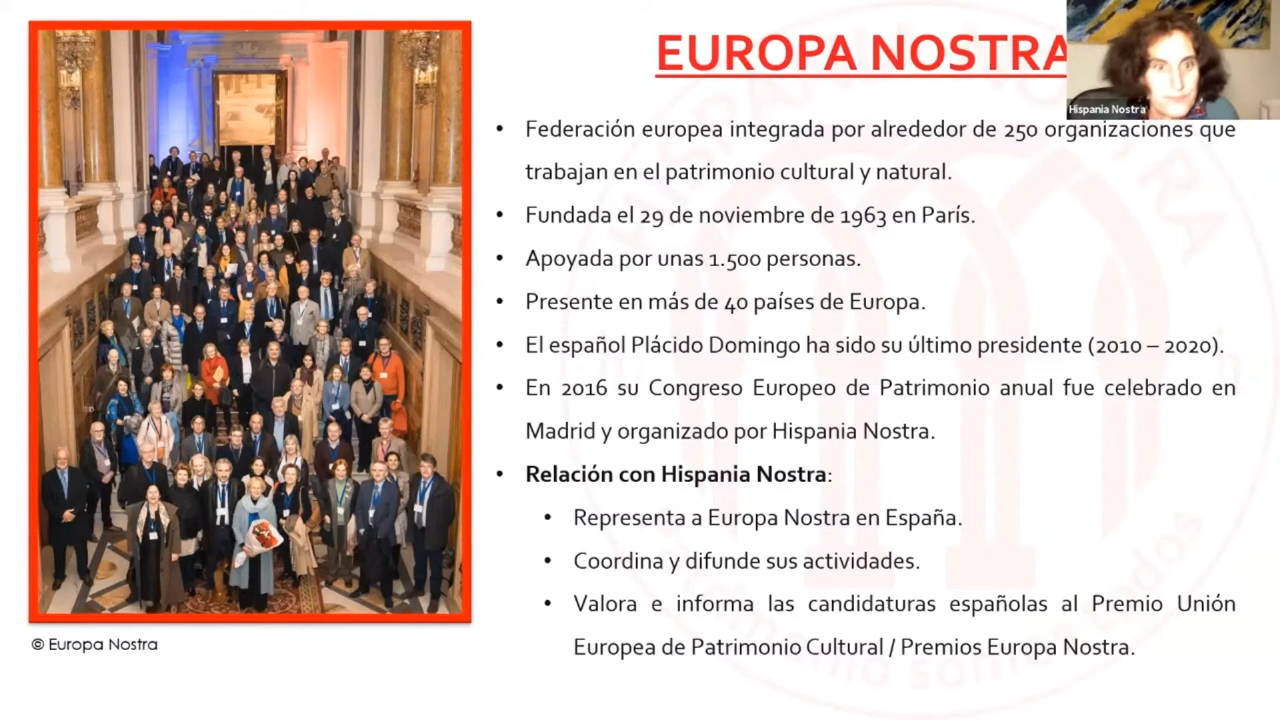 EUROPA NOSTRA
Hispania Nostra
• Federación europea integrada por alrededor de 250 organizaciones que
trabajan en el patrimonio cultural y natural.
• Fundada el 29 de noviembre de 1963 en París.
• Apoyada por unas 1.500 personas.
• Presente en más de 40 países de Europa.
• El español Plácido Domingo ha sido su último presidente (2010 – 2020).
• En 2016 su Congreso Europeo de Patrimonio anual fue celebrado en
Madrid y organizado por Hispania Nostra.
• Relación con Hispania Nostra:
• Representa a Europa Nostra en España.
• Coordina y difunde sus actividades.
• Valora e informa las candidaturas españolas al Premio Unión
Europea de Patrimonio Cultural / Premios Europa Nostra.
© Europa Nostra